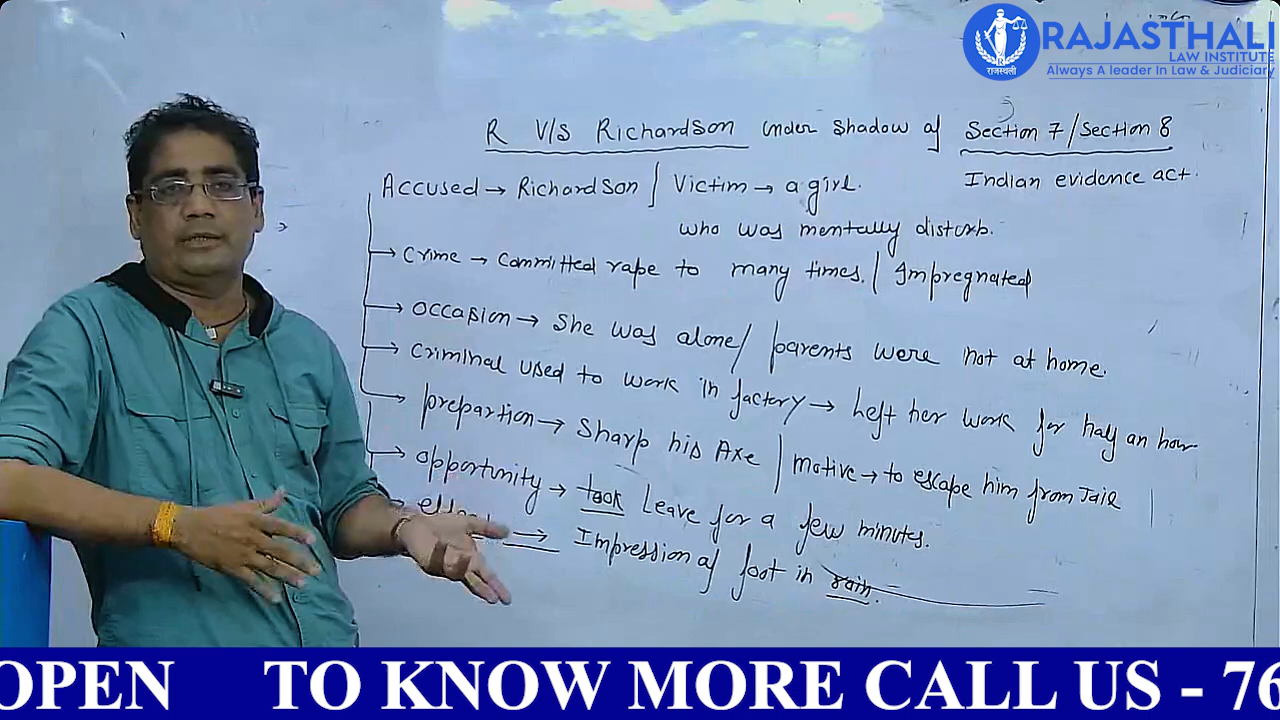 RAJASTHALI
LAW INSTITUTE
राजस्थली
Always A leader In Law & Judiciary
R V/S Richardson under shadow of Section 7/Section 8
Indian evidence act.
Accused → Richardson / Victim → a girl.
who was mentally disturb.
→ crime → committed rape to many times. / Impregnated
→ occasion → She was alone/ parents were not at home.
→ criminal used to work in factory → left her work for half an hour
→ prepartion → Sharp his Axe / motive → to escape him from Jail
→ opportunity → took Leave for a few minutes.
→ Impression of foot in rain.
OPEN TO KNOW MORE CALL US - 76